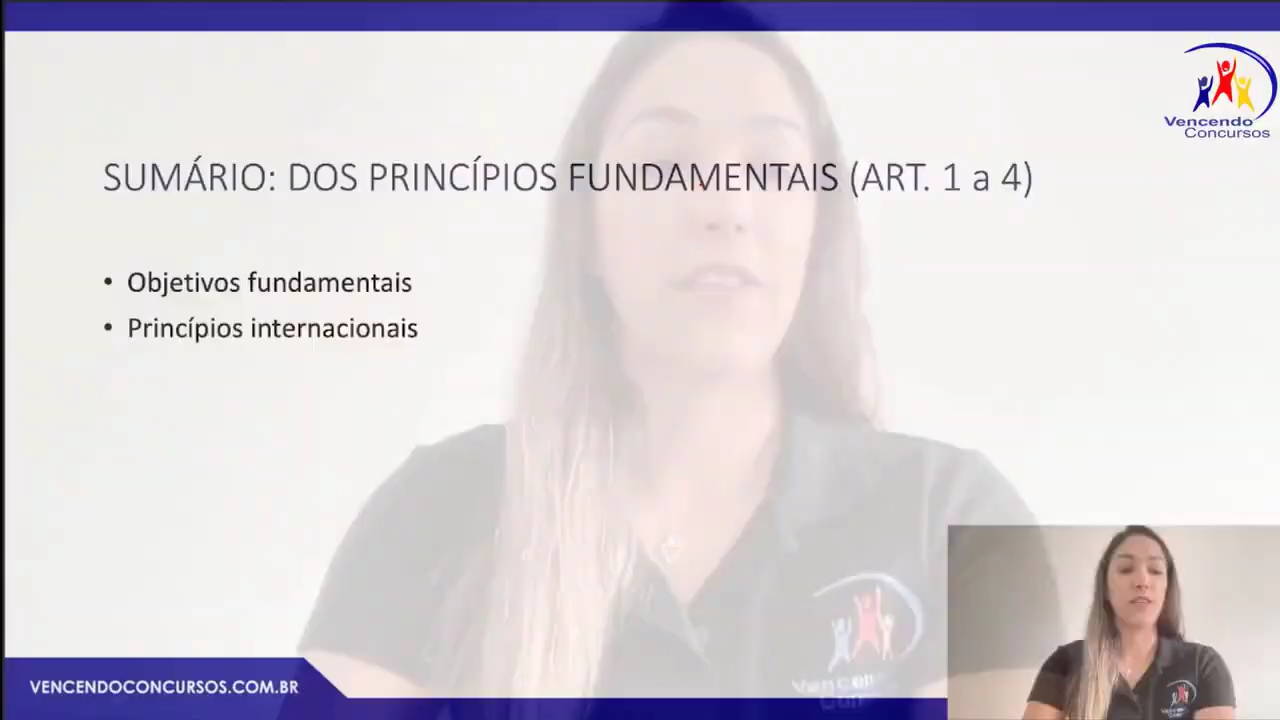 Vencendo
Concursos
SUMÁRIO: DOS PRINCÍPIOS FUNDAMENTAIS (ART. 1 a 4)
• Objetivos fundamentais
• Princípios internacionais
VENCENDOCONCURSOS.COM.BR